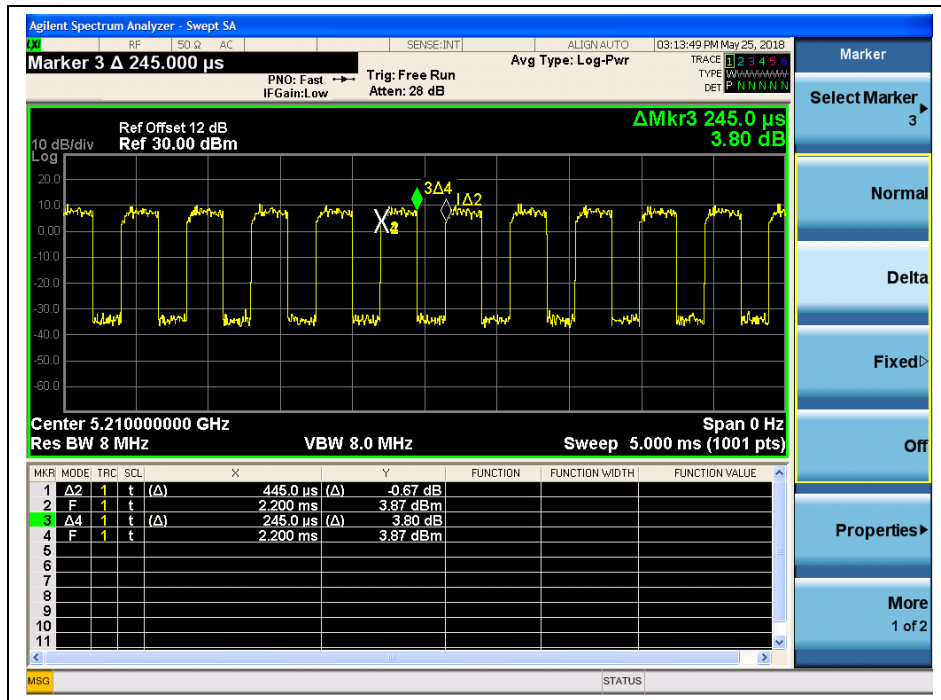 Agilent Spectrum Analyzer - Swept SA
LXI RF 50 Ω AC SENSE:INT ALIGN AUTO 03:13:49 PM May 25, 2018
Marker 3 Δ 245.000 µs
PNO: Fast
IFGain:Low
Trig: Free Run
Atten: 28 dB
Avg Type: Log-Pwr
TRACE 1 2 3 4 5 6
TYPE W
DET P N N N N N
ΔMkr3 245.0 µs
3.80 dB
Ref Offset 12 dB
10 dB/div Ref 30.00 dBm
Log
20.0
10.0
0.00
-10.0
-20.0
-30.0
-40.0
-50.0
-60.0
3Δ4
1Δ2
Center 5.210000000 GHz Span 0 Hz
Res BW 8 MHz VBW 8.0 MHz Sweep 5.000 ms (1001 pts)
MKR MODE TRC SCL X Y FUNCTION FUNCTION WIDTH FUNCTION VALUE
1 Δ2 1 t (Δ) 445.0 µs (Δ) -0.67 dB
2 F 1 t 2.200 ms 3.87 dBm
3 Δ4 1 t (Δ) 245.0 µs (Δ) 3.80 dB
4 F 1 t 2.200 ms 3.87 dBm
5
6
7
8
9
10
11
MSG STATUS
Marker
Select Marker
3
Normal
Delta
Fixed
Off
Properties
More
1 of 2